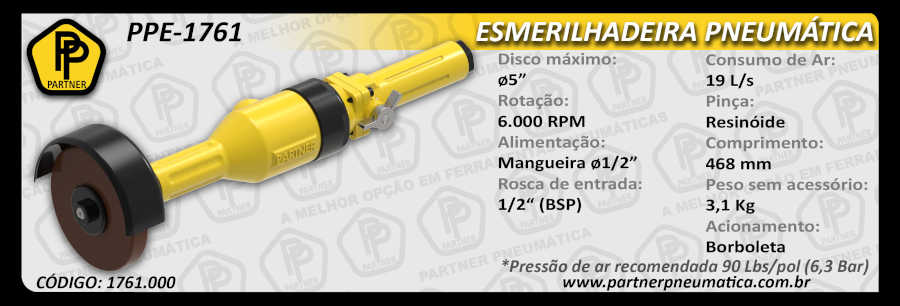 PPE-1761
ESMERILHADEIRA PNEUMÁTICA
PP
PARTNER
Disco máximo:
ø5”
Rotação:
6.000 RPM
Alimentação:
Mangueira ø1/2”
Rosca de entrada:
1/2“ (BSP)
Consumo de Ar:
19 L/s
Pinça:
Resinóide
Comprimento:
468 mm
Peso sem acessório:
3,1 Kg
Acionamento:
Borboleta
PARTNER
*Pressão de ar recomendada 90 Lbs/pol (6,3 Bar)
CÓDIGO: 1761.000
www.partnerpneumatica.com.br